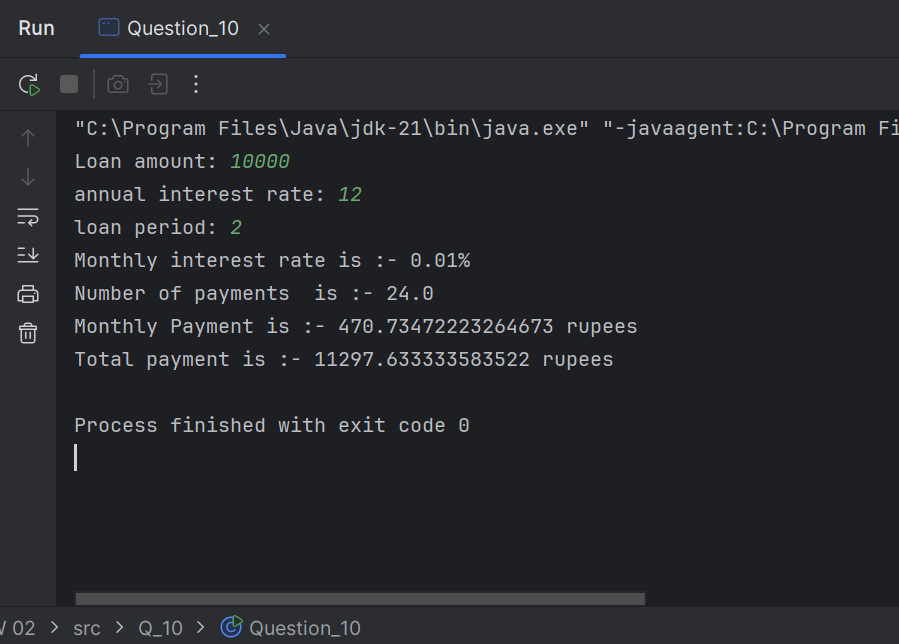 Run Question_10
"C:\Program Files\Java\jdk-21\bin\java.exe" "-javaagent:C:\Program Fi
Loan amount: 10000
annual interest rate: 12
loan period: 2
Monthly interest rate is :- 0.01%
Number of payments  is :- 24.0
Monthly Payment is :- 470.73472223264673 rupees
Total payment is :- 11297.633333583522 rupees
Process finished with exit code 0
02 > src > Q_10 > Question_10